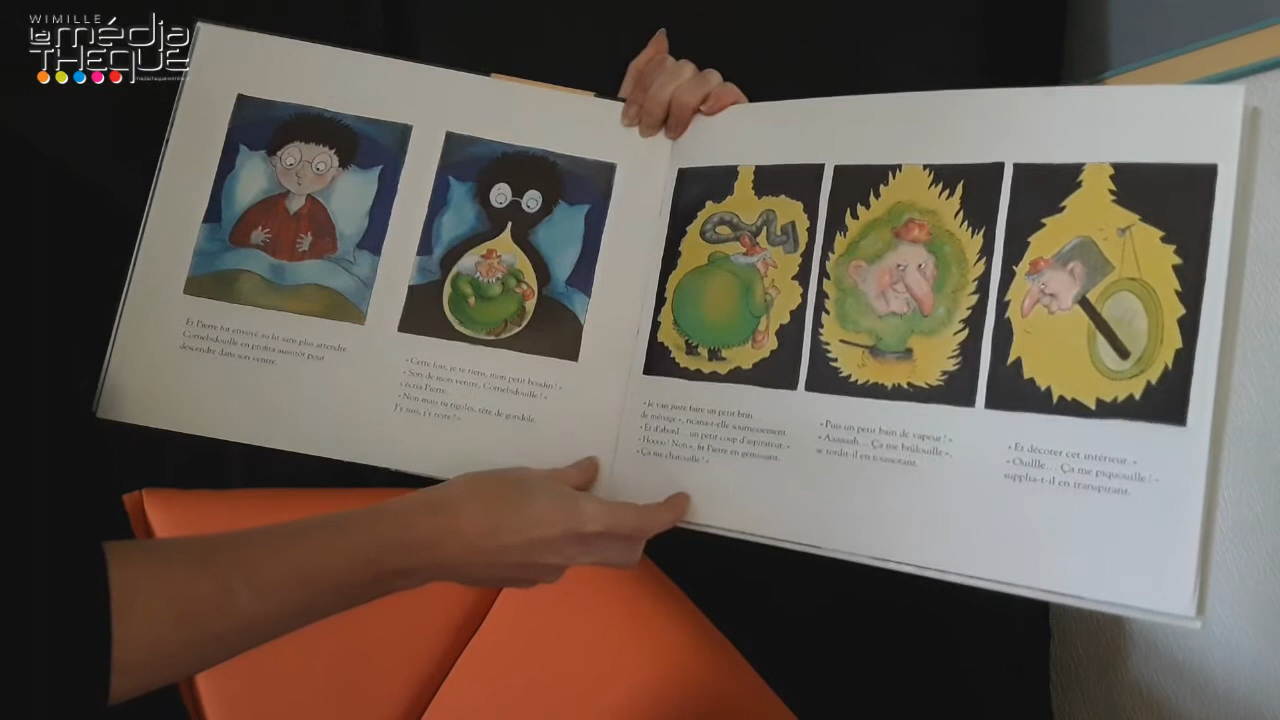 WIMILLE
la média
THEQUE
Et Pierre fut envoyé au lit sans plus attendre
Cornebidouille en profita aussitôt pour
descendre dans son ventre.
« Cette fois, je te tiens, mon petit boudin ! »
« Sors de mon ventre, Cornebidouille ! »
s'écria Pierre.
« Non mais tu rigoles, tête de gondole.
J'y suis, j'y reste ! »
« Je vais juste faire un petit brin
de ménage », ricana-t-elle sournoisement.
« Et d'abord... un petit coup d'aspirateur. »
« Hoooo ! Non », fit Pierre en gémissant.
« Ça me chatouille ! »
« Puis un petit bain de vapeur ! »
« Aaaaaah... Ça me brûlouille »,
se tordit-il en toussotant.
« Et décorer cet intérieur. »
« Ouillle... Ça me piquouille ! »
supplia-t-il en transpirant.